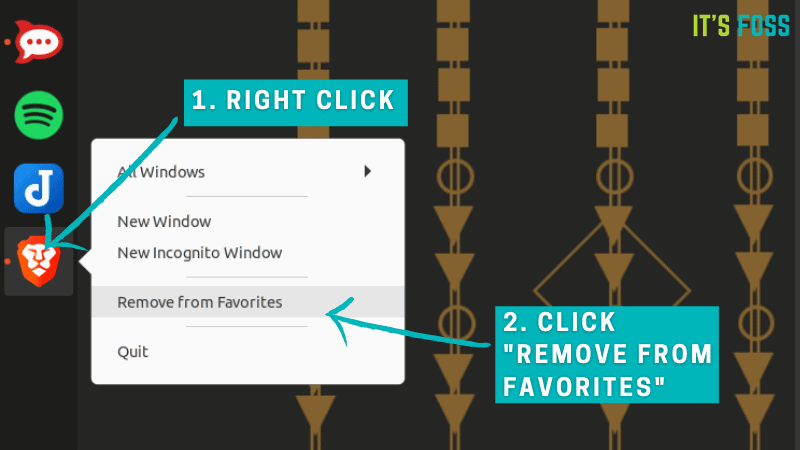 IT'S FOSS
1. RIGHT CLICK
All Windows
New Window
New Incognito Window
Remove from Favorites
Quit
2. CLICK
"REMOVE FROM
FAVORITES"